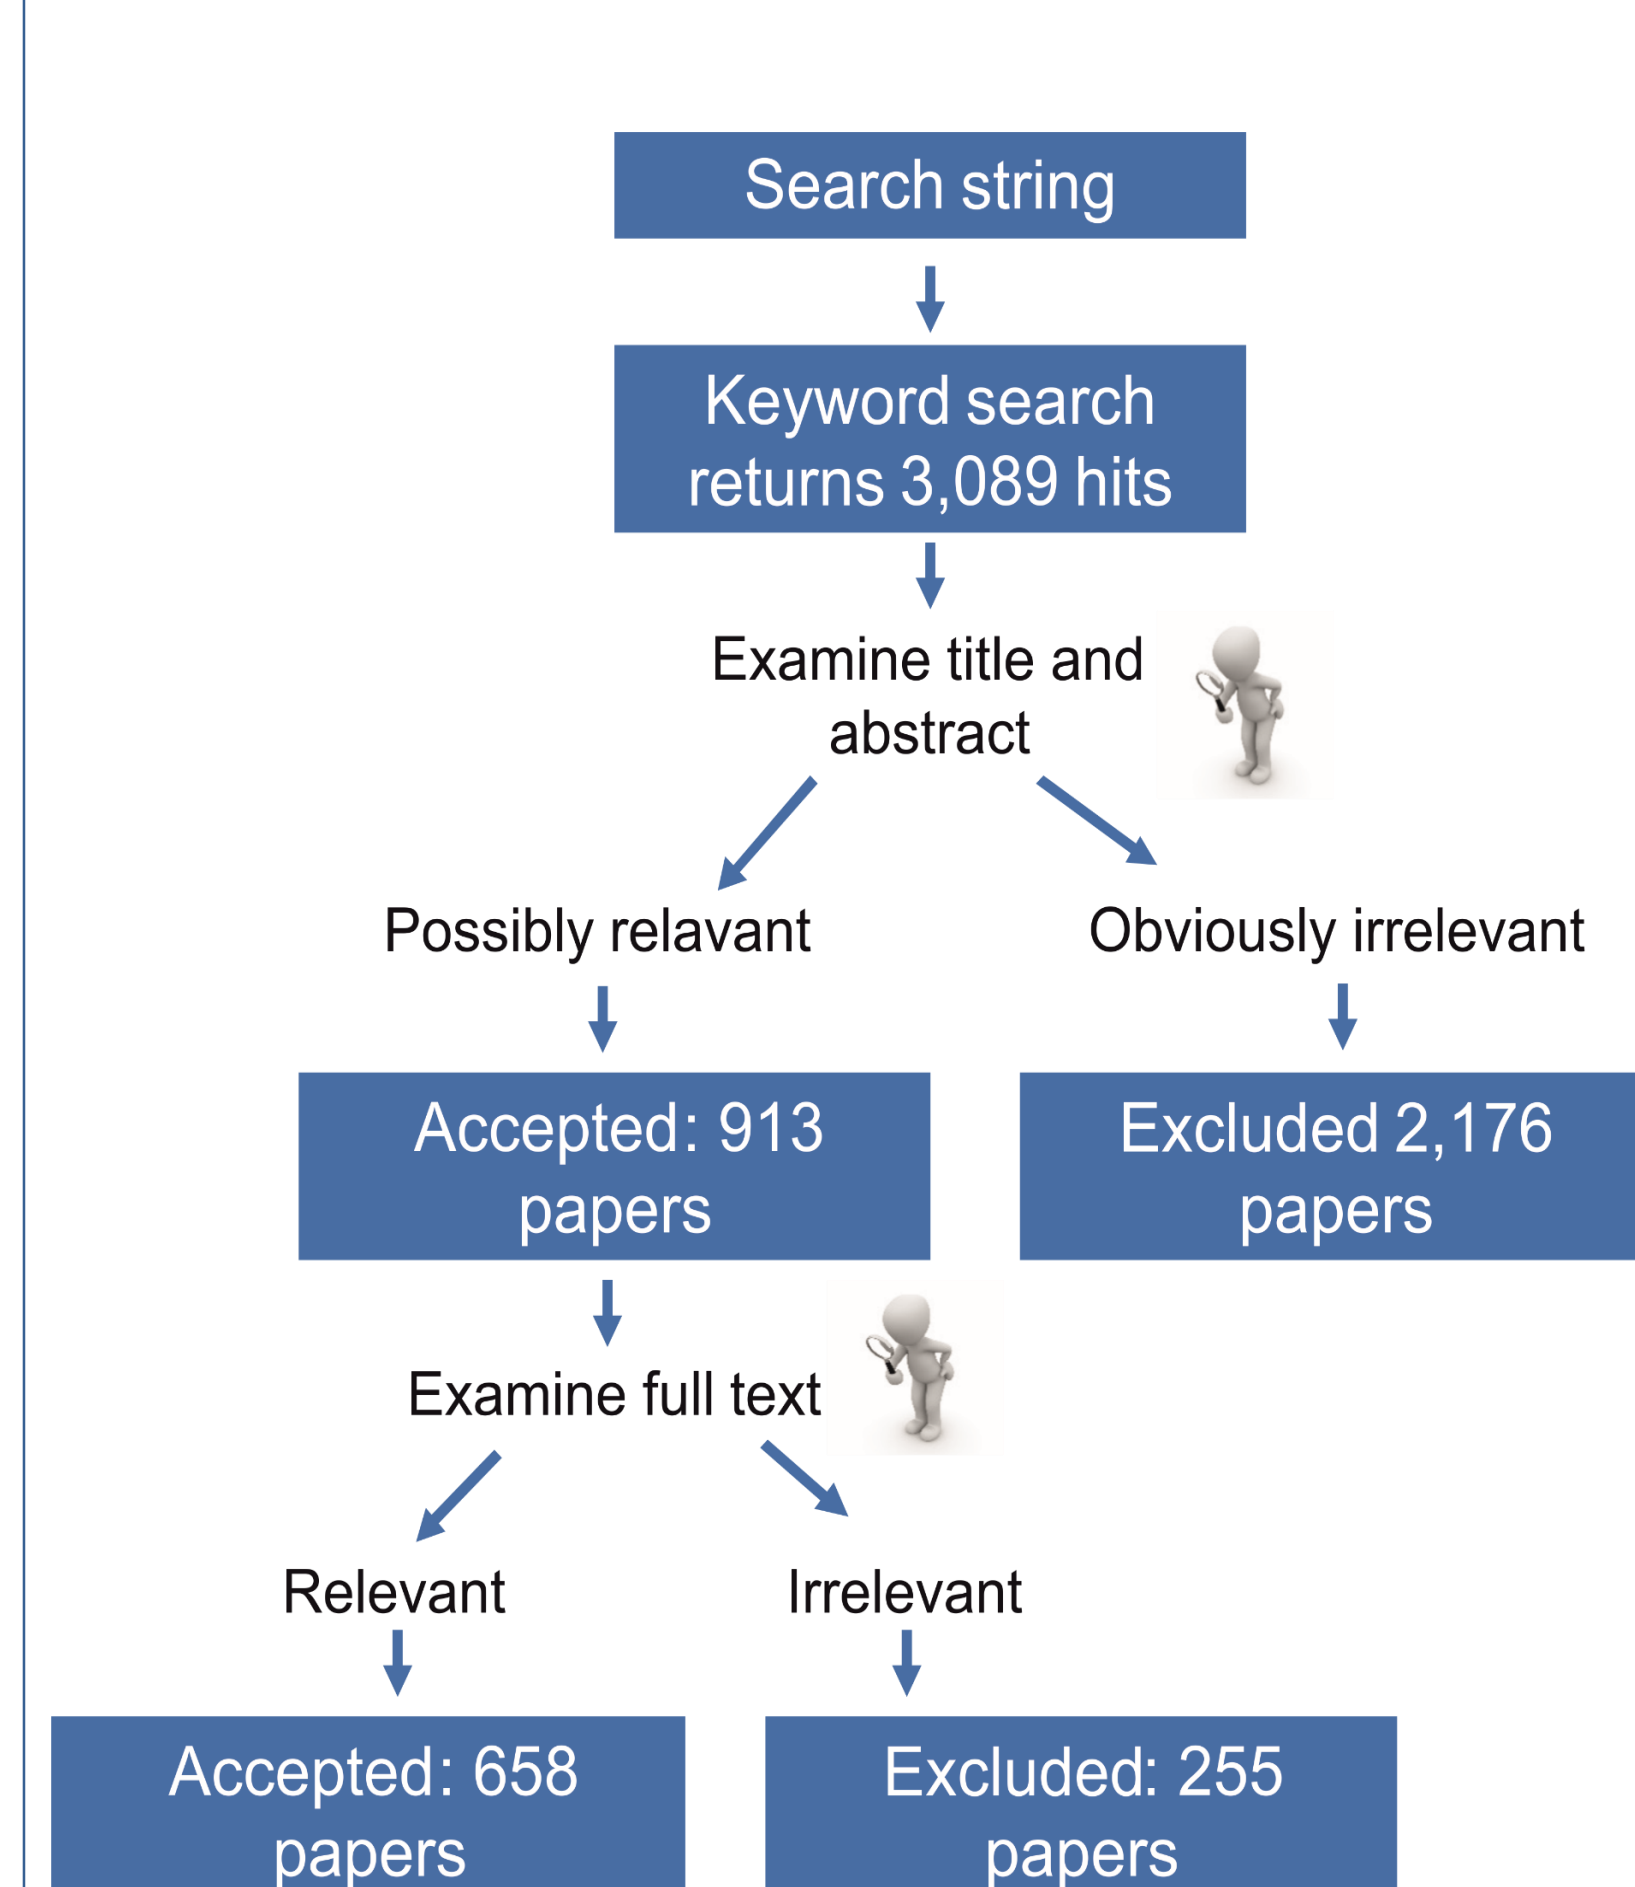 Search string
Keyword search
returns 3,089 hits
Examine title and
abstract
Possibly relavant
Obviously irrelevant
Accepted: 913
papers
Excluded 2,176
papers
Examine full text
Relevant
Irrelevant
Accepted: 658
papers
Excluded: 255
papers